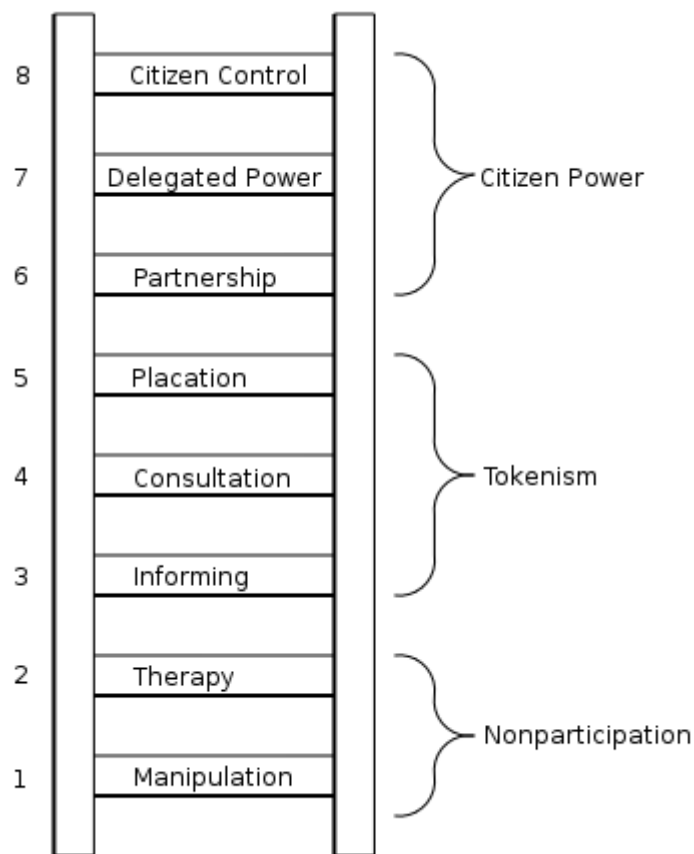 8 Citizen Control
7 Delegated Power
Citizen Power
6 Partnership
5 Placation
4 Consultation
Tokenism
3 Informing
2 Therapy
Nonparticipation
1 Manipulation